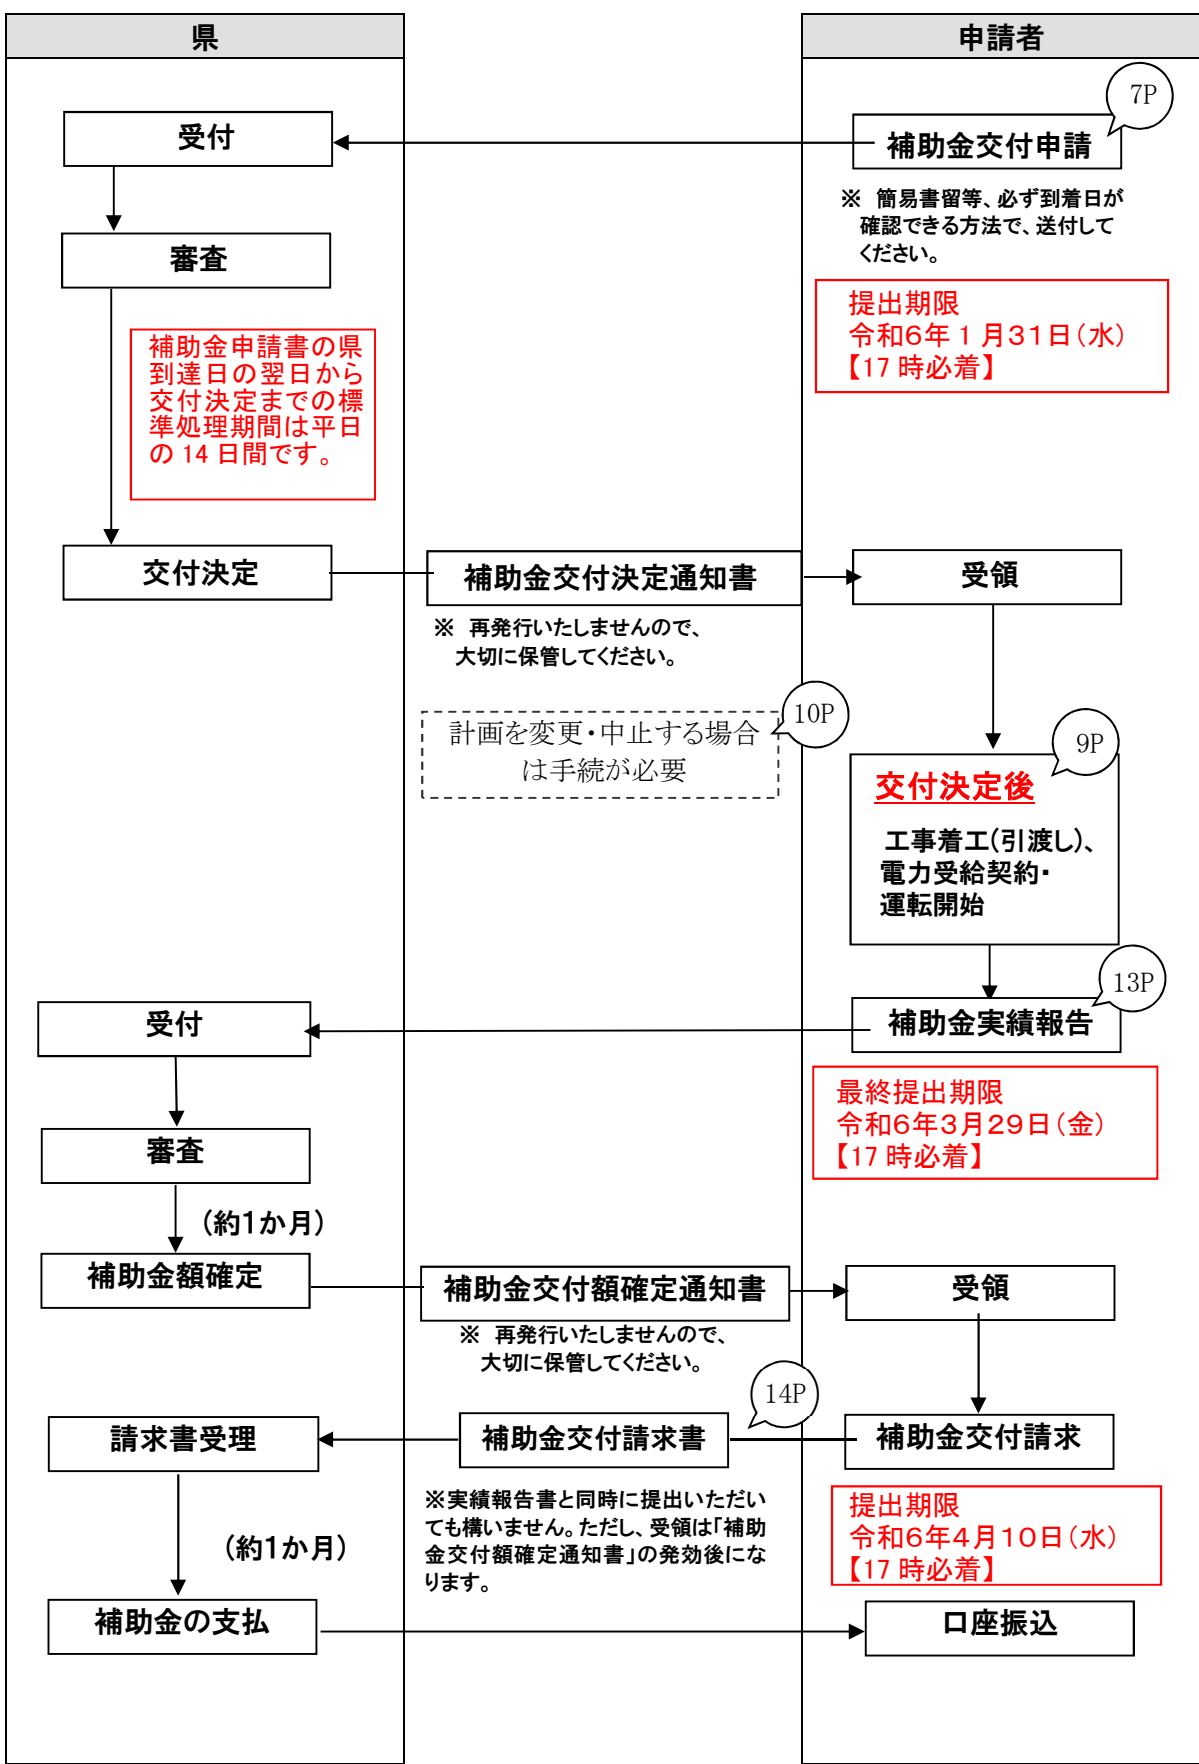 県
申請者
7P
受付
補助金交付申請
※ 簡易書留等、必ず到着日が
確認できる方法で、送付して
ください。
審査
提出期限
令和6年1月31日(水)
【17時必着】
補助金申請書の県
到達日の翌日から
交付決定までの標
準処理期間は平日
の14日間です。
交付決定
補助金交付決定通知書
受領
※ 再発行いたしませんので、
大切に保管してください。
10P
計画を変更・中止する場合
は手続が必要
9P
交付決定後
工事着工(引渡し)、
電力受給契約・
運転開始
13P
受付
補助金実績報告
最終提出期限
令和6年3月29日(金)
【17時必着】
審査
(約1か月)
補助金額確定
補助金交付額確定通知書
受領
※ 再発行いたしませんので、
大切に保管してください。
14P
請求書受理
補助金交付請求書
補助金交付請求
※実績報告書と同時に提出いただい
ても構いません。ただし、受領は「補助
金交付額確定通知書」の発効後にな
ります。
提出期限
令和6年4月10日(水)
【17時必着】
(約1か月)
補助金の支払
口座振込